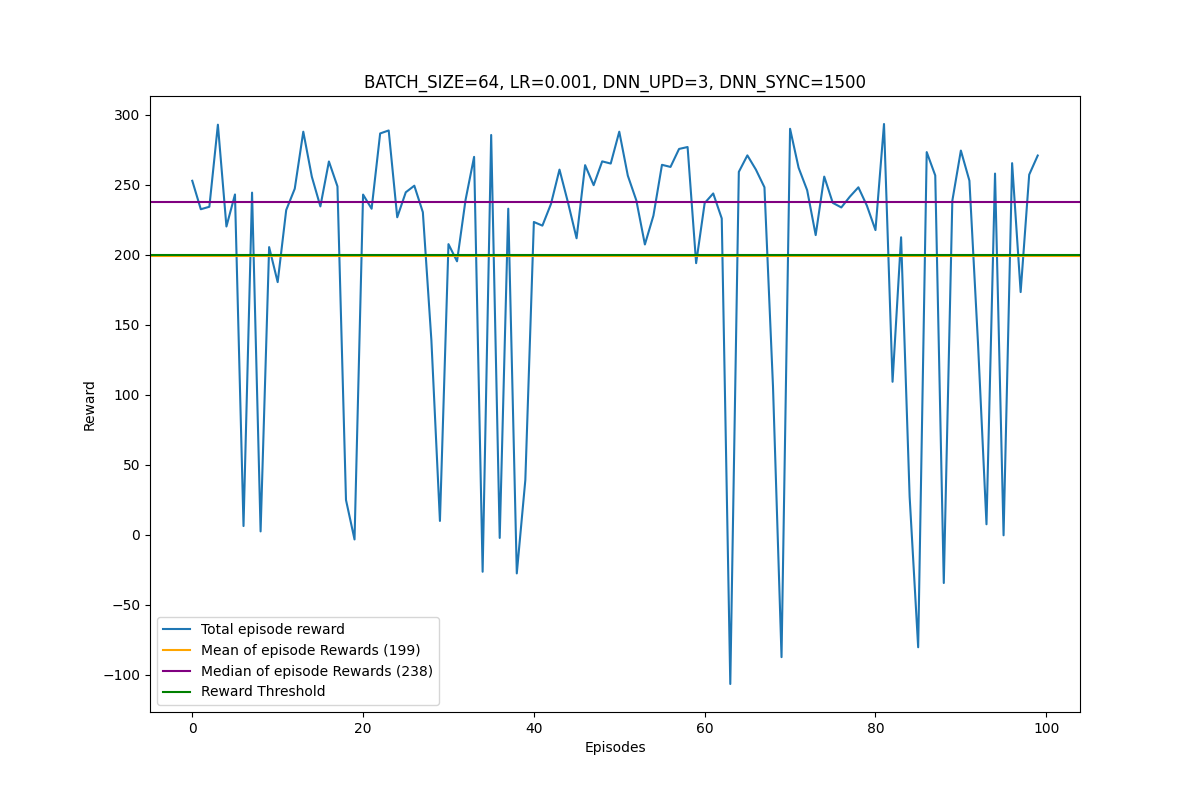 BATCH_SIZE=64, LR=0.001, DNN_UPD=3, DNN_SYNC=1500
300
250
200
150
100
50
0
−50
−100
Reward
Total episode reward
Mean of episode Rewards (199)
Median of episode Rewards (238)
Reward Threshold
0 20 40 60 80 100
Episodes